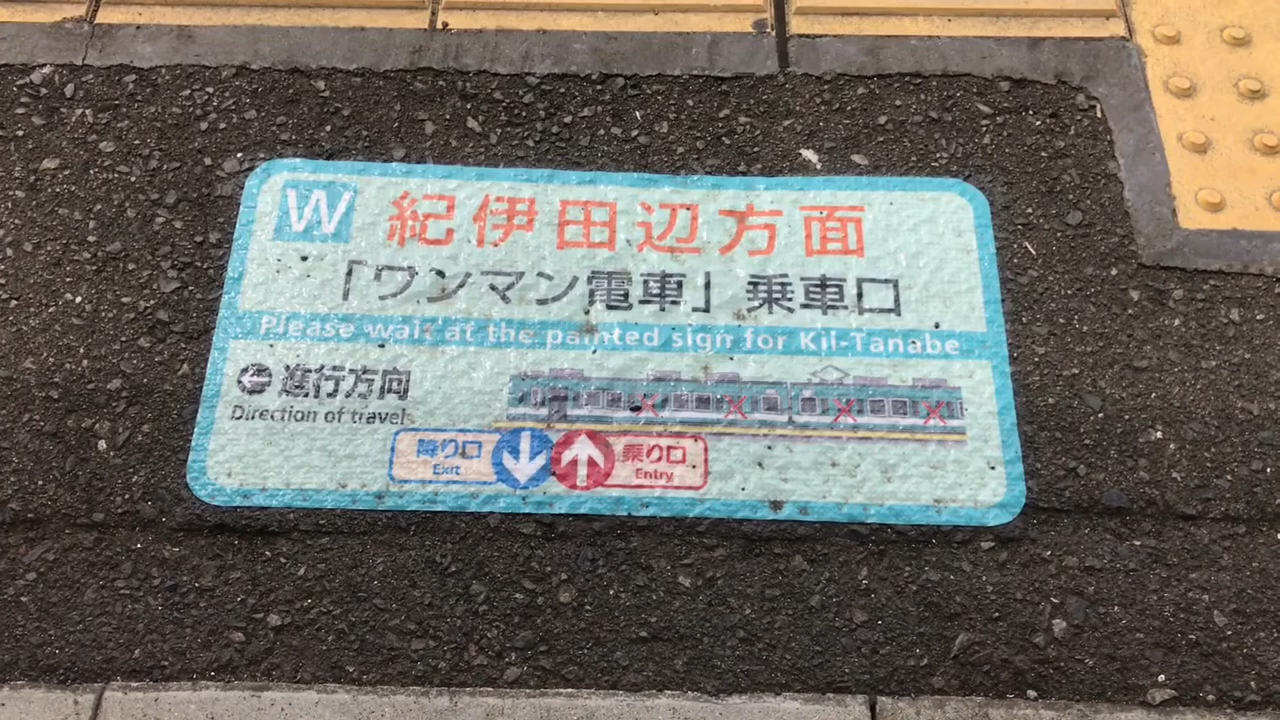 W 紀伊田辺方面
「ワンマン電車」乗車口
Please wait at the painted sign for Kii-Tanabe
進行方向
Direction of travel
降り口
Exit
乗り口
Entry